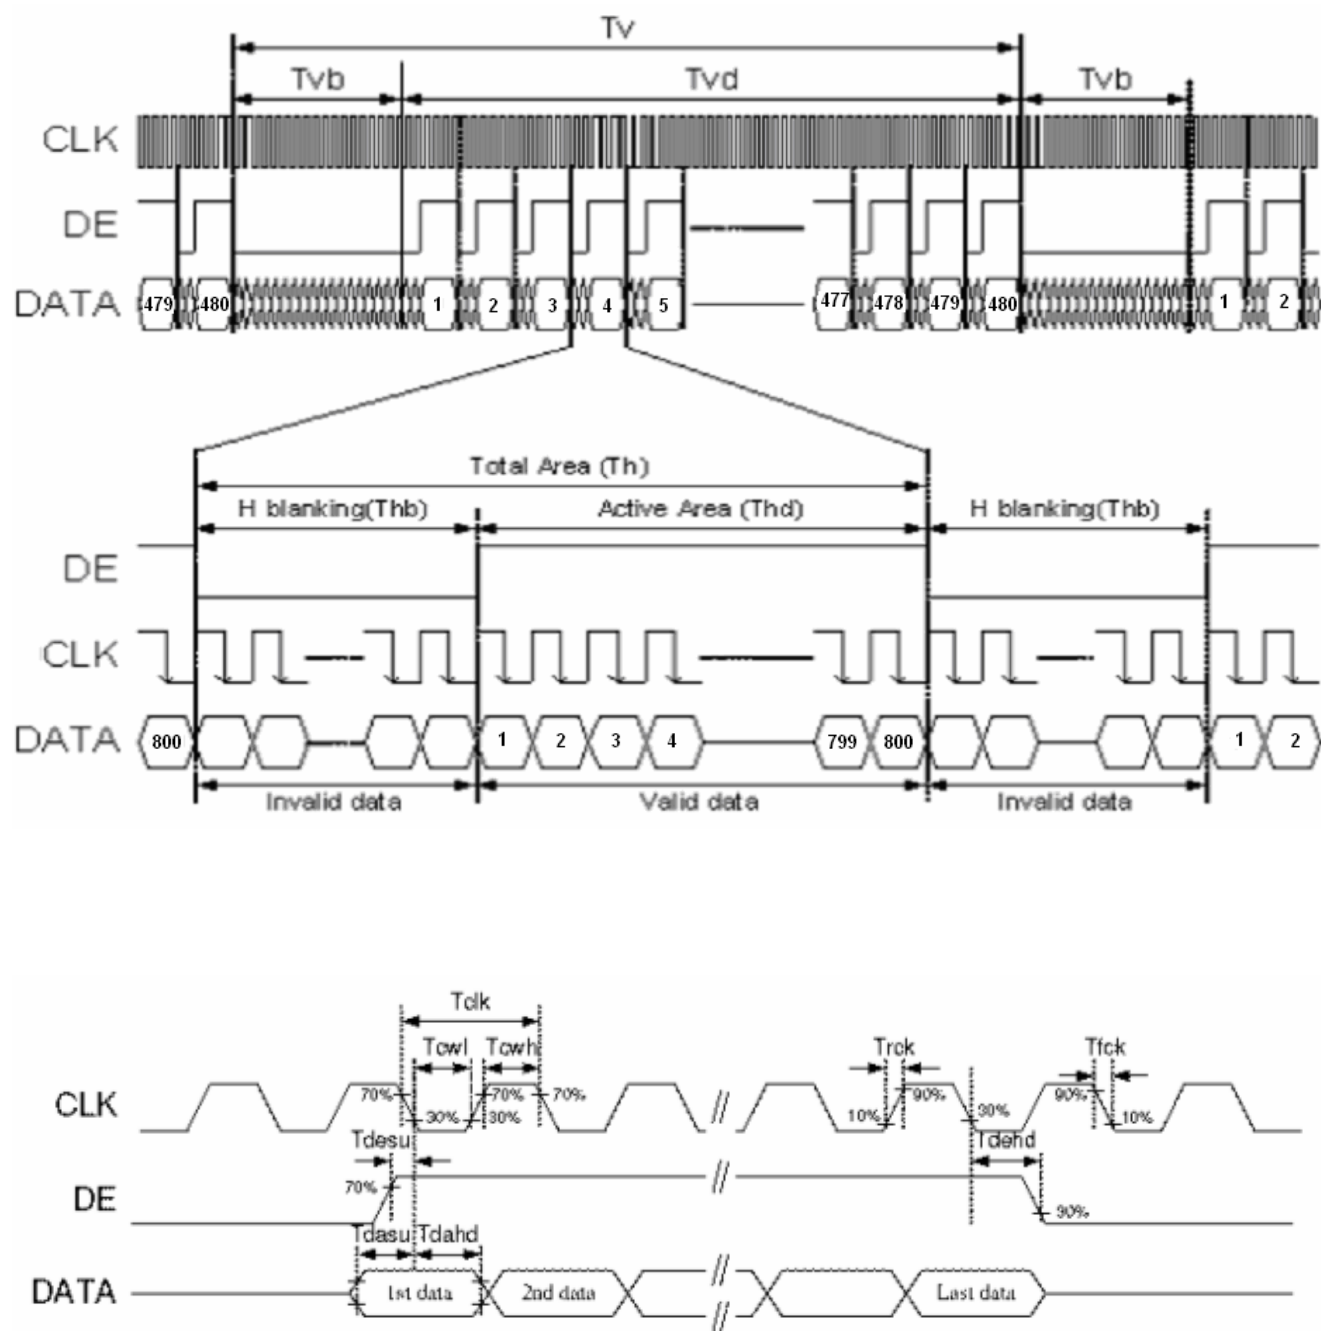 Tv
Tvb Tvd Tvb
CLK
DE
DATA 479 480 1 2 3 4 5 477 478 479 480 1 2
Total Area (Th)
H blanking(Thb) Active Area (Thd) H blanking(Thb)
DE
CLK
DATA 800 1 2 3 4 799 800 1 2
Invalid data Valid data Invalid data
Tclk
Tcwl Tcwh Trck Tfck
CLK 70% 30% 70% 30% 70% 10% 90% 30% 90% 10%
Tdesu Tdehd
DE 70% 30%
Tdasu Tdahd
DATA 1st data 2nd data Last data